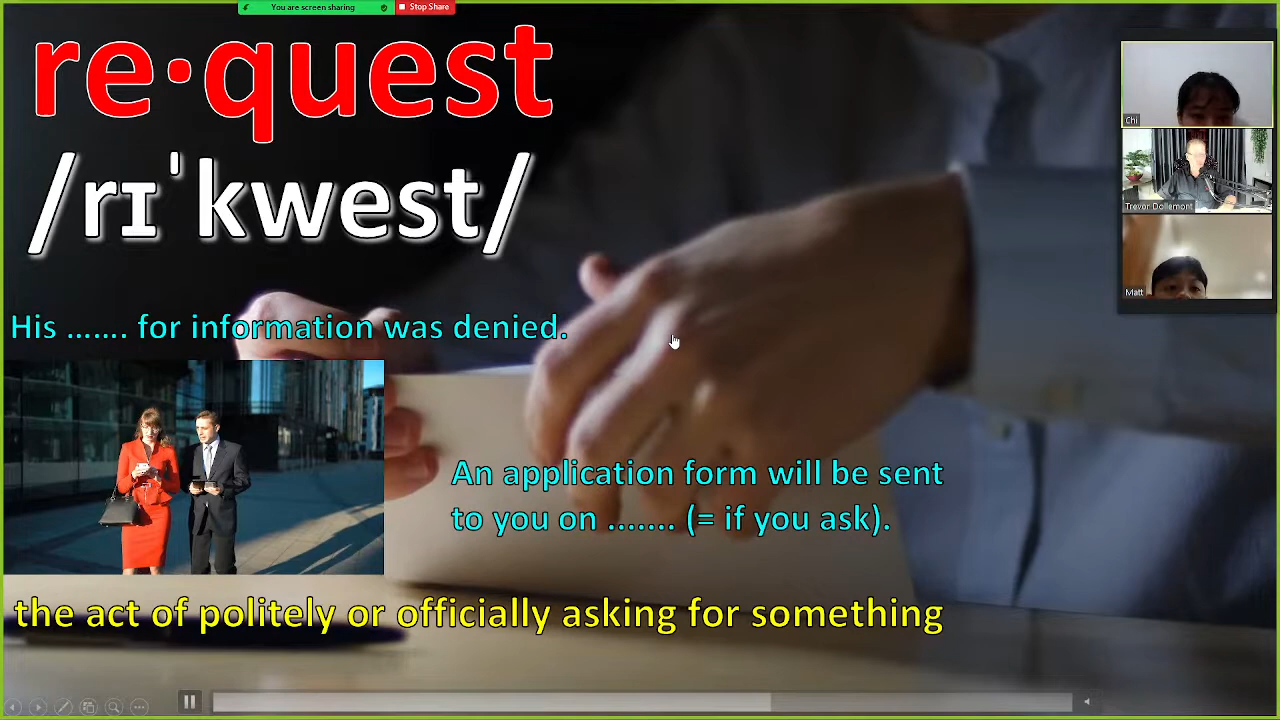 You are screen sharing
Stop Share
re·quest
/rɪˈkwest/
Chi
Trevor Dollemont
Matt
His ....... for information was denied.
An application form will be sent
to you on ....... (= if you ask).
the act of politely or officially asking for something